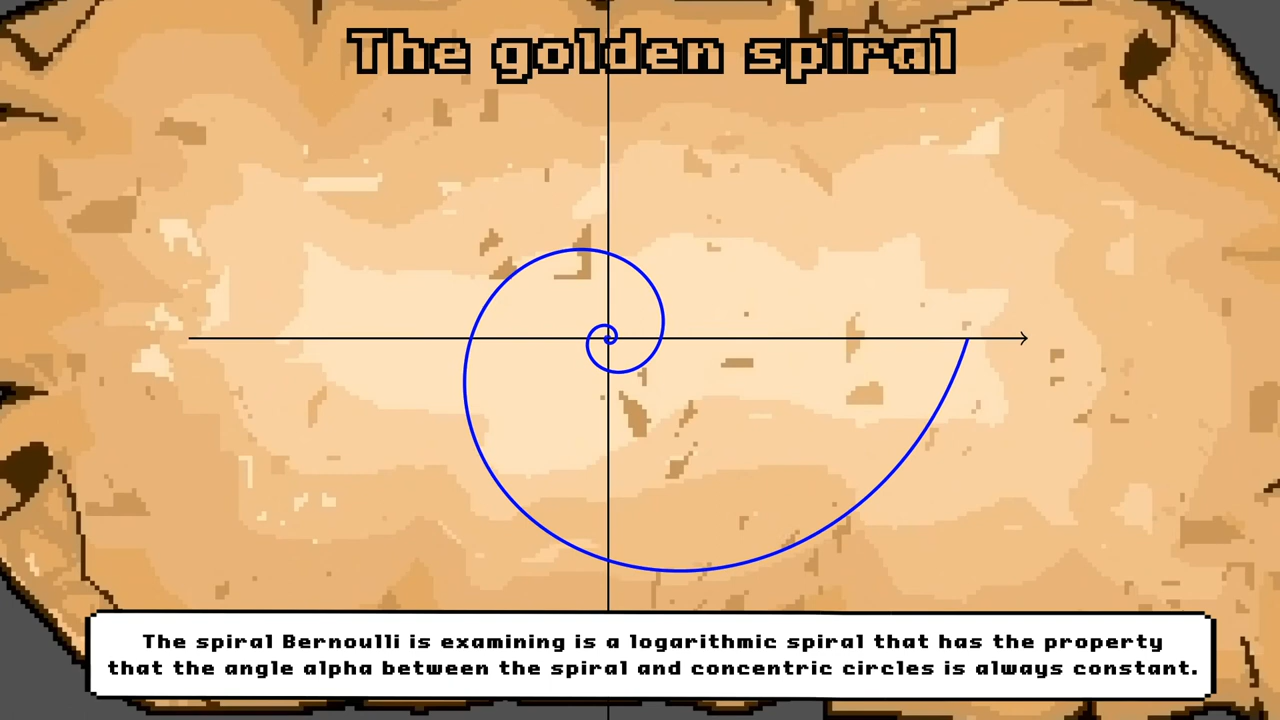 The golden spiral
The spiral Bernoulli is examining is a logarithmic spiral that has the property
that the angle alpha between the spiral and concentric circles is always constant.